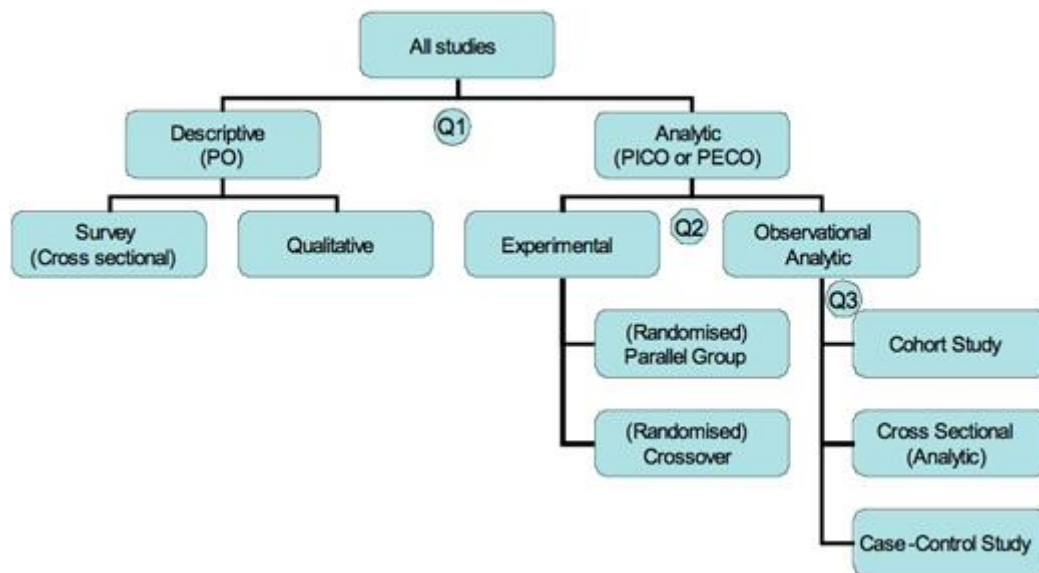 All studies
Q1
Descriptive
(PO)
Analytic
(PICO or PECO)
Survey
(Cross sectional)
Qualitative
Experimental
Q2
Observational
Analytic
Q3
(Randomised)
Parallel Group
Cohort Study
(Randomised)
Crossover
Cross Sectional
(Analytic)
Case-Control Study